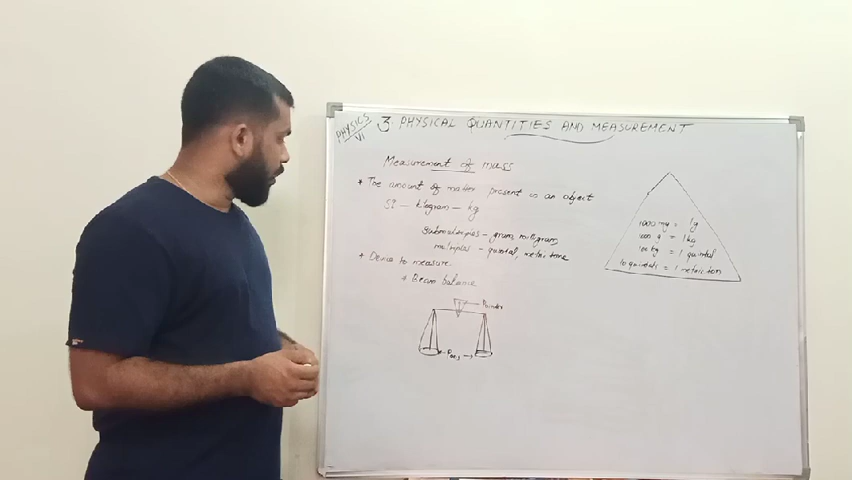 PHYSICS
VI
3. PHYSICAL QUANTITIES AND MEASUREMENT
Measurement of mass
* The amount of matter present in an object
SI - kilogram - kg
Submultiples - gram, milligram
multiples - quintal, metric tonne
* Device to measure
* Beam balance
Pointer
Pans
1000 mg = 1g
1000 g = 1kg
100 kg = 1 quintal
10 quintals = 1 metric ton